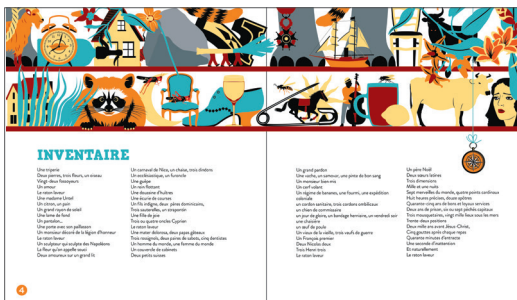 INVENTAIRE
Une triperie
Deux pierres, trois fleurs, un oiseau
Vingt-deux fossoyeurs
Un amour
Le raton laveur
Une madame Untel
Un citron, un pain
Un grand rayon de soleil
Une lame de fond
Un pantalon,
Une porte avec son paillasson
Un monsieur décoré de la légion d'honneur
Le raton laveur
Un sculpteur qui sculpte des Napoléons
La fleur qu'on appelle souci
Deux amoureux sur un grand lit
Un carnaval de Nice, un chaise, trois dindons
Un ecclésiastique, un furoncle
Une guêpe
Un rein flottant
Une douzaine d'huîtres
Une écurie de courses
Un fils indigne, deux pères dominicains,
Trois sauterelles, un strapontin
Une fille de joie
Trois ou quatre oncles Cyprien
Le raton laveur
Une mater dolorosa, deux papas gâteaux
Trois rossignols, deux paires de sabots, cinq dentistes
Un homme du monde, une femme du monde
Un couvercle de cabinets
Deux petits suisses
Un grand pardon
Une vache, un samovar; une pinte de bon sang
Un monsieur bien mis
Un cerf volant
Un régime de bananes, une fourmi, une expédition
coloniale
un cordon sanitaire, trois cordons ombilicaux
un chien de commissaire
un jour de gloire, un bandage herniaire, un vendredi soir
une chaisière
un œuf de poule
Un vieux de la vieille, trois veufs de guerre
Un François premier
Deux Nicolas deux
Trois Henri trois
Le raton laveur
Un père Noël
Deux sœurs latines
Trois dimensions
Mille et une nuits
Sept merveilles du monde, quatre points cardinaux
Huit heures précises, douze apôtres
Quarante-cinq ans de bons et loyaux services
Deux ans de prison, six ou sept péchés capitaux
Trois mousquetaires, vingt mille lieux sous les mers
Trente-deux positions
Deux mille ans avant Jésus-Christ,
Cinq gouttes après chaque repas
Quarante minutes d'entracte
Une seconde d'inattention
Et naturellement
Le raton laveur
4